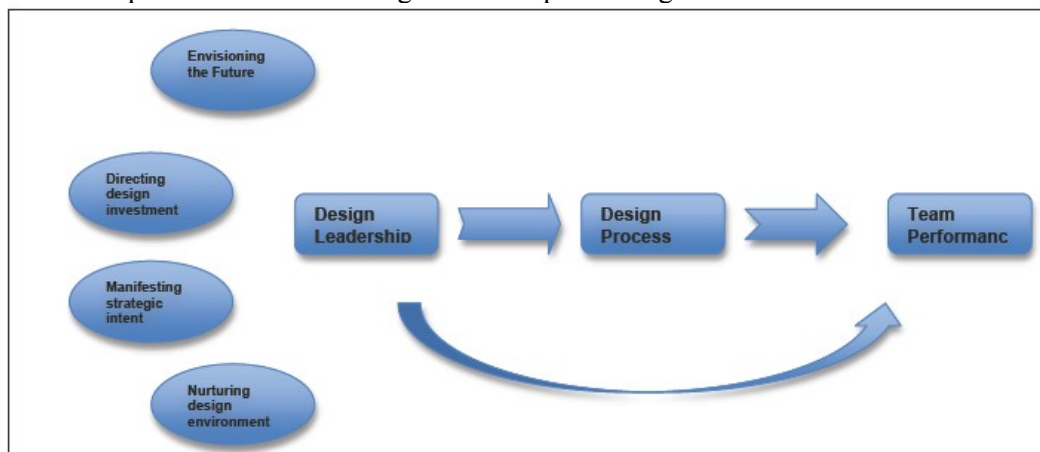 Envisioning
the Future
Directing
design
investment
Manifesting
strategic
intent
Nurturing
design
environment
Design
Leadership
Design
Process
Team
Performanc